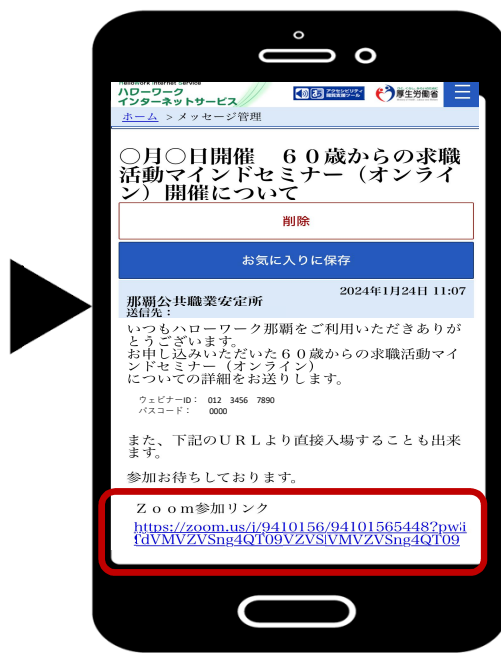 HelloWork Internet Service
ハローワーク
インターネットサービス
アクセシビリティ
閲覧支援ツール
厚生労働省
ホーム > メッセージ管理
〇月〇日開催　６０歳からの求職
活動マインドセミナー（オンライ
ン）開催について
削除
お気に入りに保存
2024年1月24日 11:07
那覇公共職業安定所
送信先：
いつもハローワーク那覇をご利用いただきありが
とうございます。
お申し込みいただいた６０歳からの求職活動マイ
ンドセミナー（オンライン）
についての詳細をお送りします。
ウェビナーID： 012 3456 7890
パスコード： 0000
また、下記のＵＲＬより直接入場することも出来
ます。
参加お待ちしております。
Ｚｏｏｍ参加リンク
https://zoom.us/j/9410156/94101565448?pwi
fdVMVZVSng4QT09VZVS|VMVZVSng4QT09